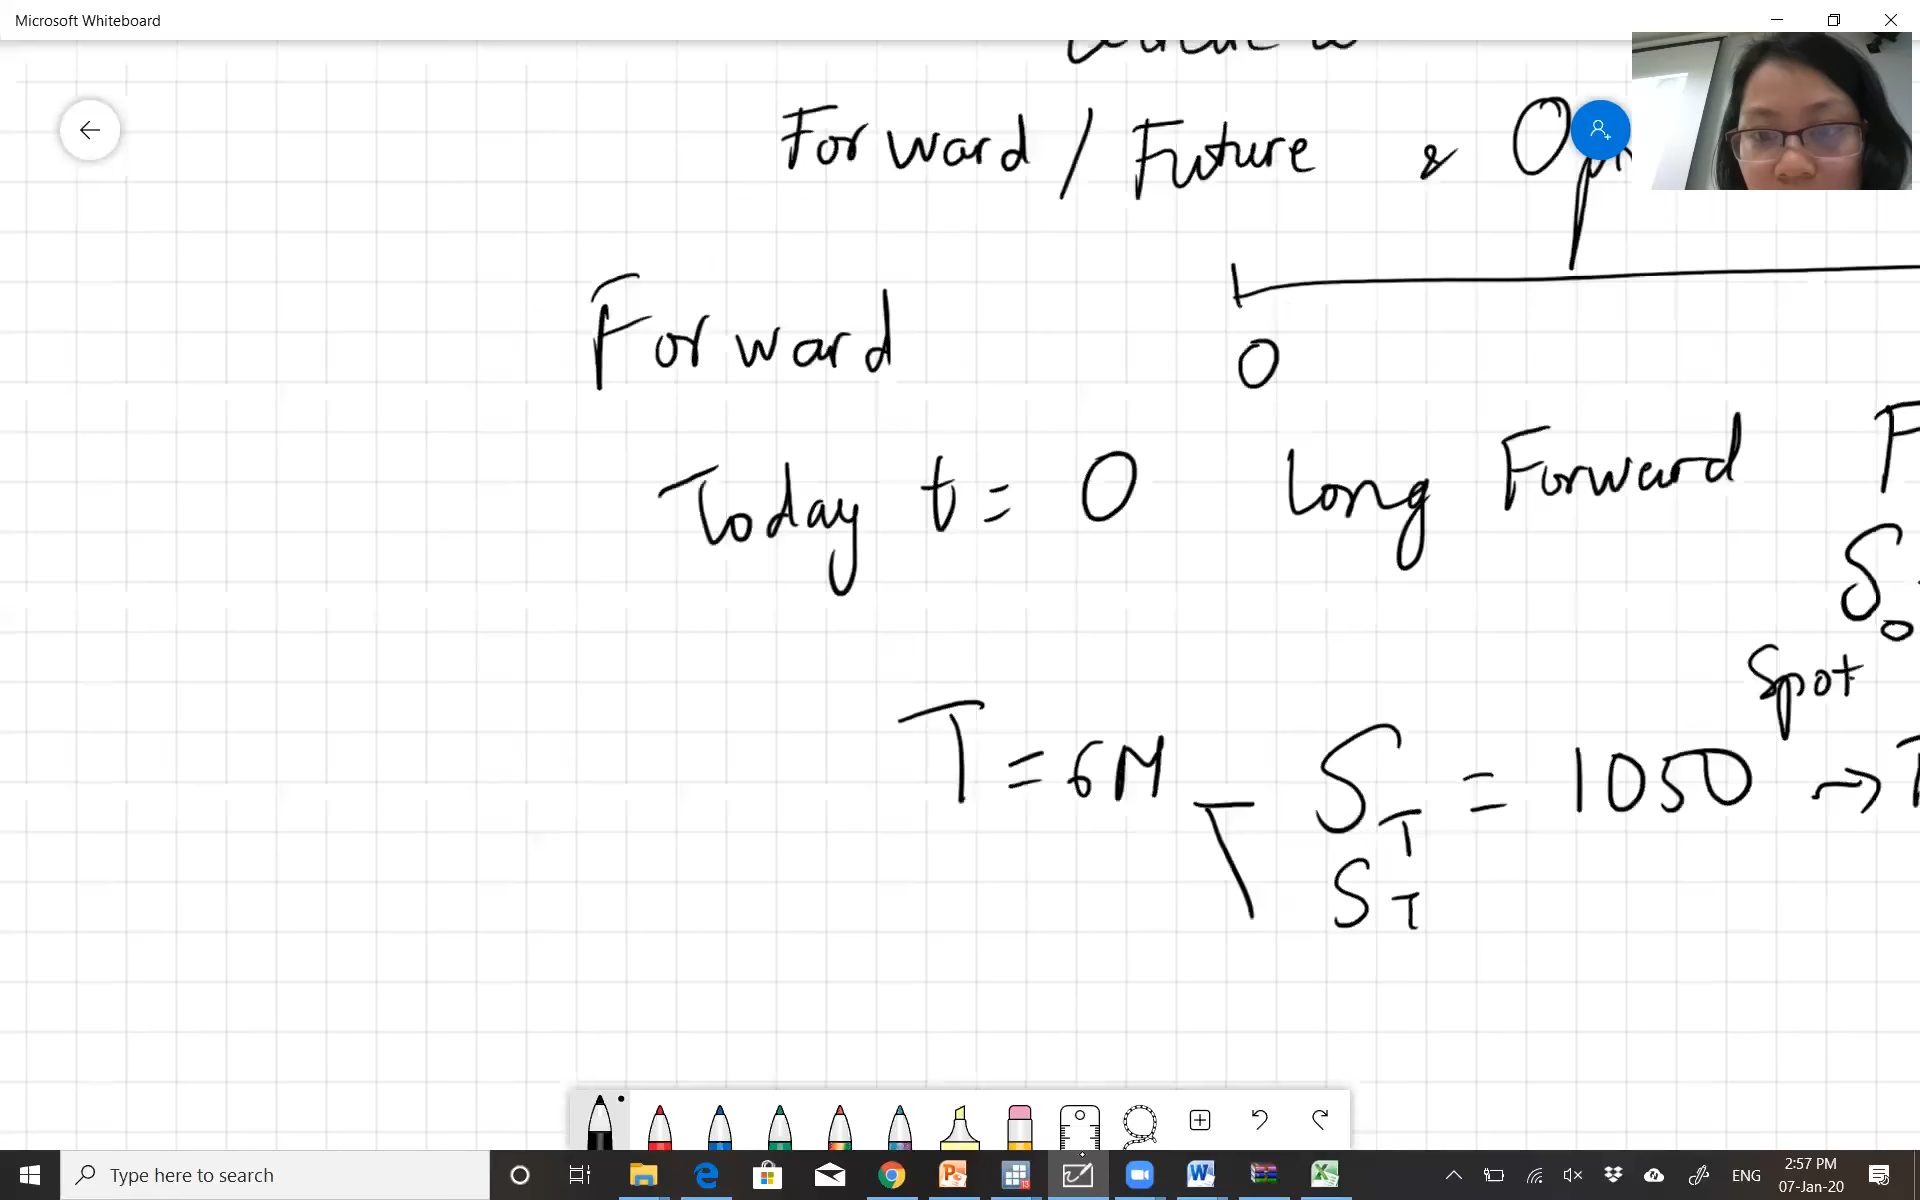 Microsoft Whiteboard
Forward / Future & Op
Forward
0
Today t = 0 Long Forward F
S0
Spot
T = 6M ST = 1050 →
T ST
Type here to search
ENG
2:57 PM
07-Jan-20